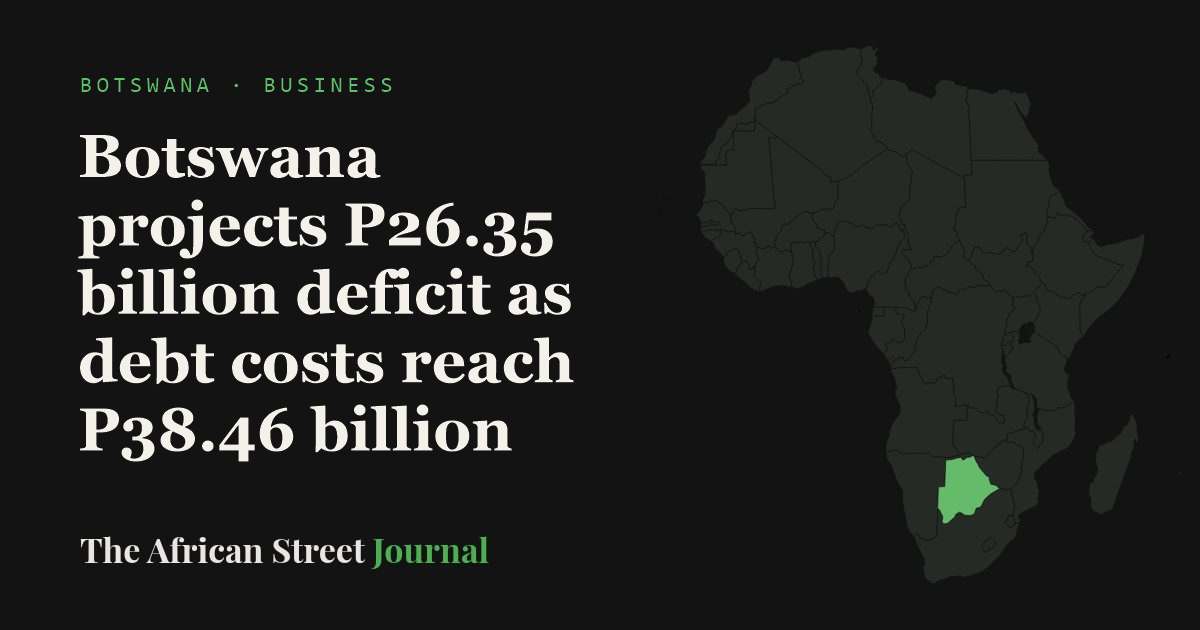 BOTSWANA · BUSINESS
Botswana
projects P26.35
billion deficit as
debt costs reach
P38.46 billion
The African Street Journal